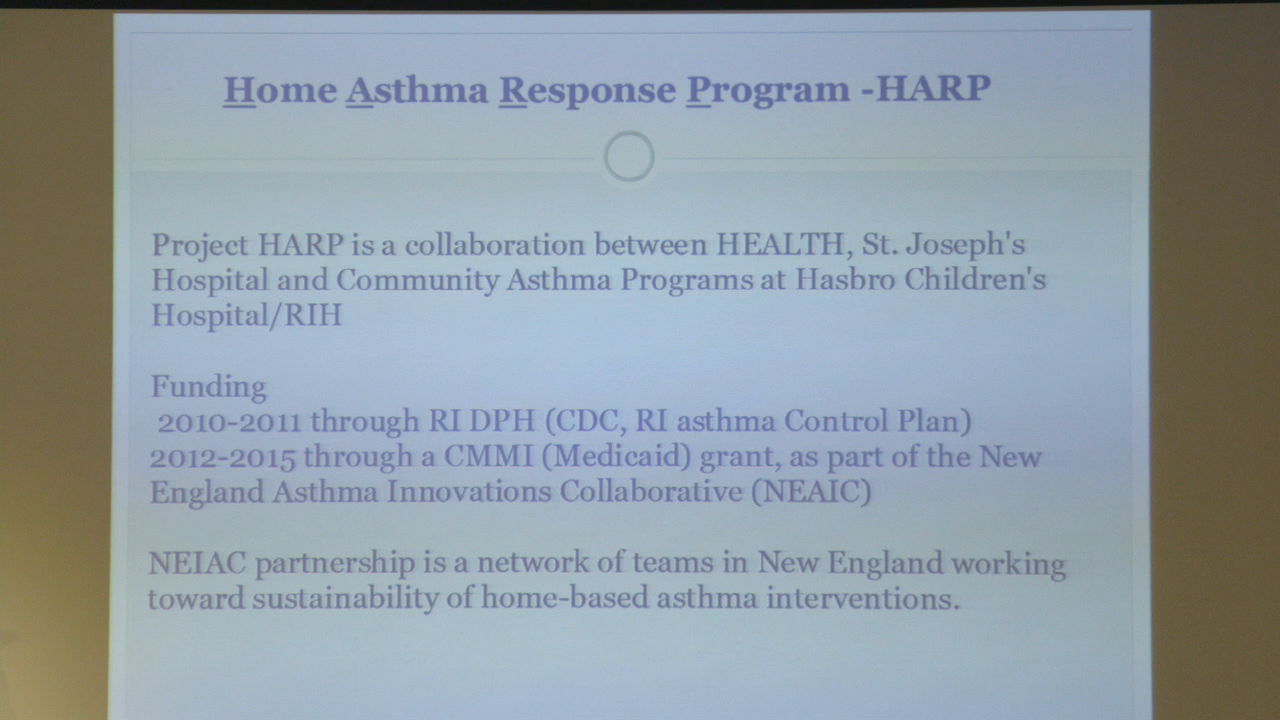 Home Asthma Response Program -HARP
Project HARP is a collaboration between HEALTH, St. Joseph's
Hospital and Community Asthma Programs at Hasbro Children's
Hospital/RIH
Funding
2010-2011 through RI DPH (CDC, RI asthma Control Plan)
2012-2015 through a CMMI (Medicaid) grant, as part of the New
England Asthma Innovations Collaborative (NEAIC)
NEIAC partnership is a network of teams in New England working
toward sustainability of home-based asthma interventions.